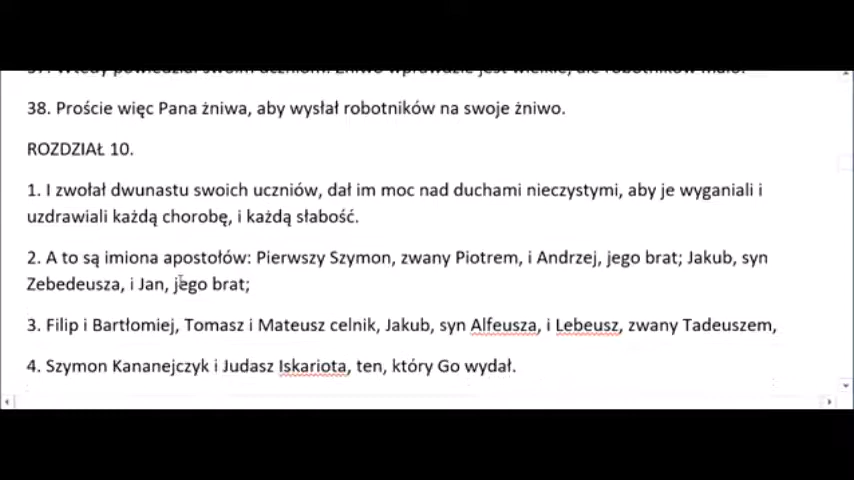 38. Proście więc Pana żniwa, aby wysłał robotników na swoje żniwo.
ROZDZIAŁ 10.
1. I zwołał dwunastu swoich uczniów, dał im moc nad duchami nieczystymi, aby je wyganiali i
uzdrawiali każdą chorobę, i każdą słabość.
2. A to są imiona apostołów: Pierwszy Szymon, zwany Piotrem, i Andrzej, jego brat; Jakub, syn
Zebedeusza, i Jan, jego brat;
3. Filip i Bartłomiej, Tomasz i Mateusz celnik, Jakub, syn Alfeusza, i Lebeusz, zwany Tadeuszem,
4. Szymon Kananejczyk i Judasz Iskariota, ten, który Go wydał.